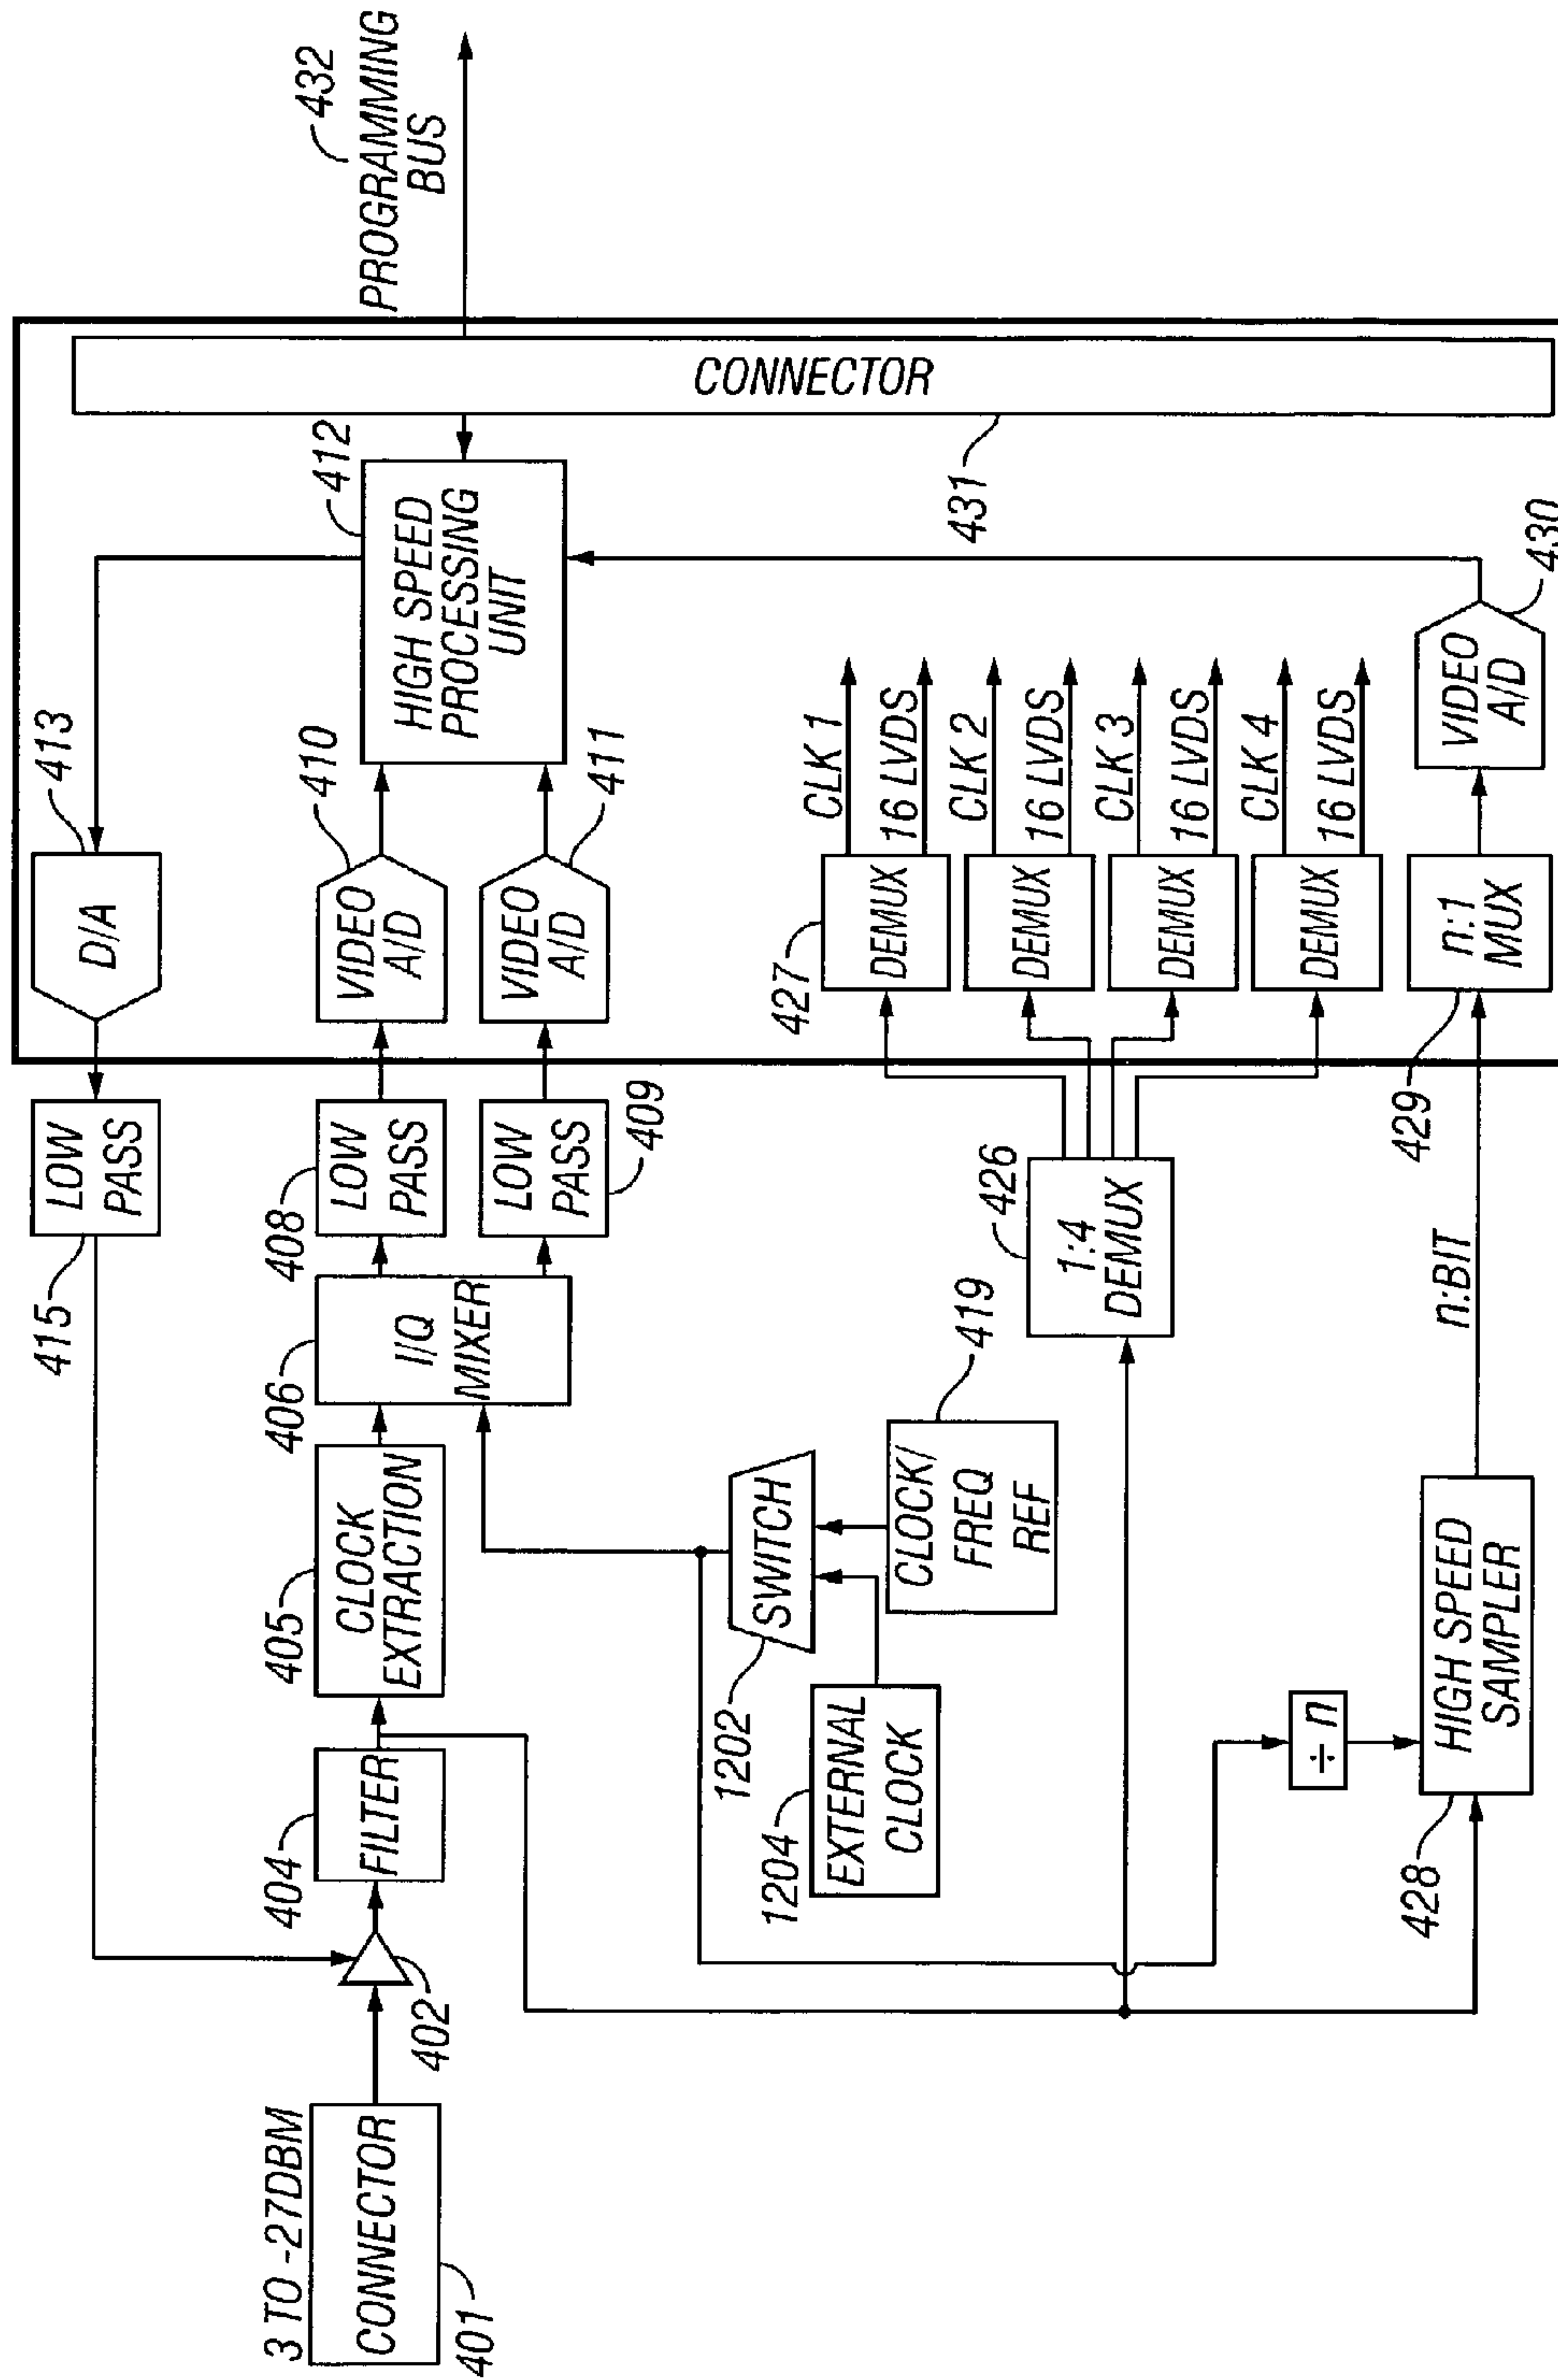 3 TO -27DBM
CONNECTOR
401
402
404
FILTER
405
CLOCK
EXTRACTION
406
I/Q
MIXER
415
LOW
PASS
408
LOW
PASS
LOW
PASS
409
413
D/A
VIDEO
A/D
410
VIDEO
A/D
411
412
HIGH SPEED
PROCESSING
UNIT
CONNECTOR
431
432
PROGRAMMING
BUS
1202
SWITCH
1204
EXTERNAL
CLOCK
CLOCK/
FREQ
REF
419
426
1:4
DEMUX
427
DEMUX
CLK 1
16 LVDS
DEMUX
CLK 2
16 LVDS
DEMUX
CLK 3
16 LVDS
DEMUX
CLK 4
16 LVDS
÷ n
428
HIGH SPEED
SAMPLER
n:BIT
429
n:1
MUX
VIDEO
A/D
430